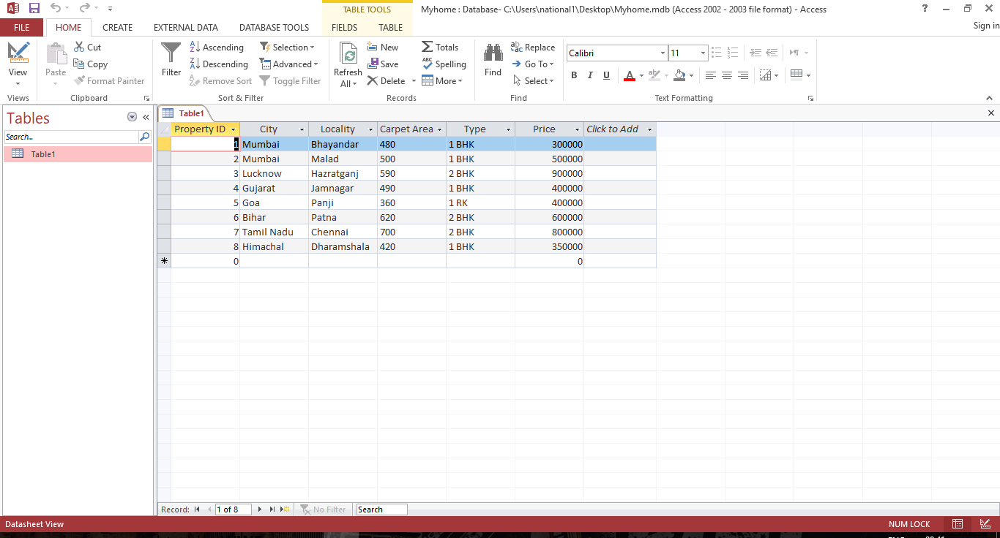 TABLE TOOLS
Myhome : Database- C:\Users\national1\Desktop\Myhome.mdb (Access 2002 - 2003 file format) - Access
?
FILE HOME CREATE EXTERNAL DATA DATABASE TOOLS FIELDS TABLE
Sign in
View
Views
Paste
Cut
Copy
Format Painter
Clipboard
Filter
Ascending
Descending
Remove Sort
Selection
Advanced
Toggle Filter
Sort & Filter
Refresh
All
New
Save
Delete
Totals
Spelling
More
Records
Find
Replace
Go To
Select
Find
Calibri 11
B I U A
Text Formatting
Tables
Search...
Table1
Table1
Property ID City Locality Carpet Area Type Price Click to Add
1 Mumbai Bhayandar 480 1 BHK 300000
2 Mumbai Malad 500 1 BHK 500000
3 Lucknow Hazratganj 590 2 BHK 900000
4 Gujarat Jamnagar 490 1 BHK 400000
5 Goa Panji 360 1 RK 400000
6 Bihar Patna 620 2 BHK 600000
7 Tamil Nadu Chennai 700 2 BHK 800000
8 Himachal Dharamshala 420 1 BHK 350000
0 0
Record: 1 of 8 No Filter Search
Datasheet View
NUM LOCK